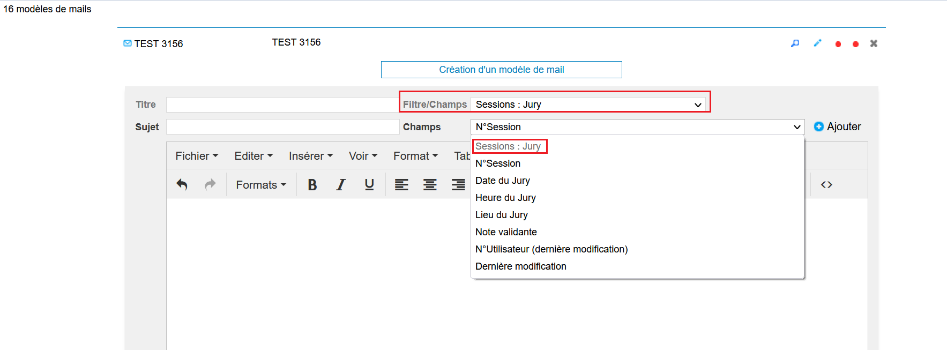 16 modèles de mails
TEST 3156 TEST 3156
Création d'un modèle de mail
Titre Filtre/Champs Sessions : Jury
Sujet Champs N°Session Ajouter
Sessions : Jury
Fichier Editer Insérer Voir Format Tab
N°Session
Date du Jury
Formats B I U <>
Heure du Jury
Lieu du Jury
Note validante
N°Utilisateur (dernière modification)
Dernière modification